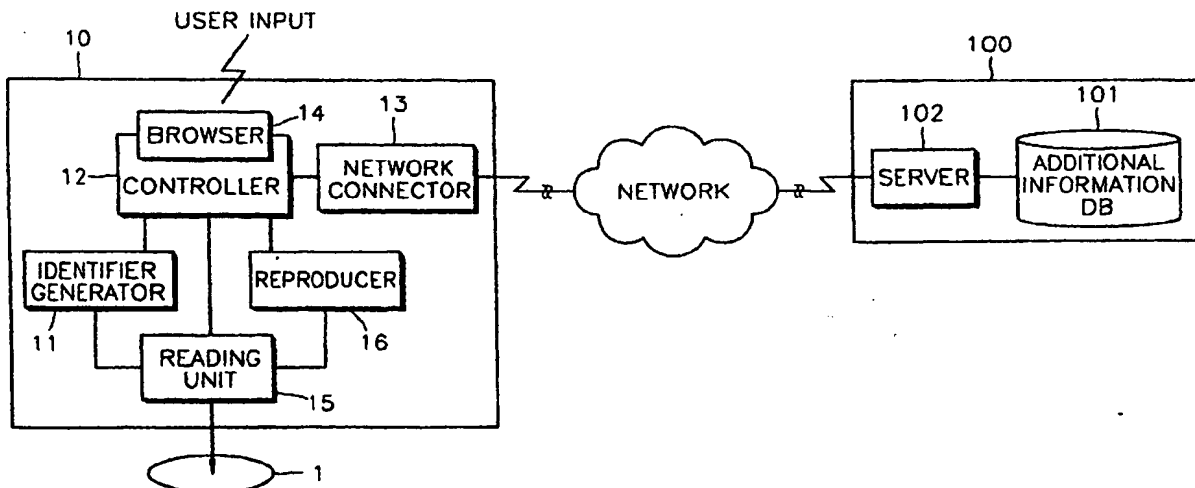 USER INPUT
10
100
14
13
102
101
BROWSER
12
CONTROLLER
NETWORK
CONNECTOR
NETWORK
SERVER
ADDITIONAL
INFORMATION
DB
IDENTIFIER
GENERATOR
REPRODUCER
11
16
READING
UNIT
15
1